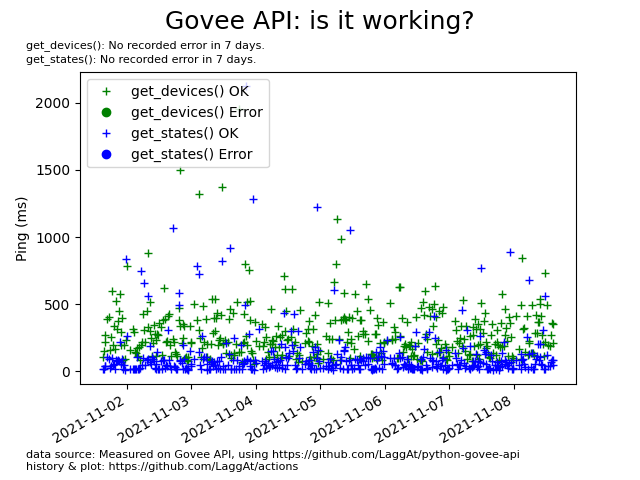 Govee API: is it working?
get_devices(): No recorded error in 7 days.
get_states(): No recorded error in 7 days.
get_devices() OK
get_devices() Error
get_states() OK
get_states() Error
Ping (ms)
2000
1500
1000
500
0
2021-11-02
2021-11-03
2021-11-04
2021-11-05
2021-11-06
2021-11-07
2021-11-08
data source: Measured on Govee API, using https://github.com/LaggAt/python-govee-api
history & plot: https://github.com/LaggAt/actions